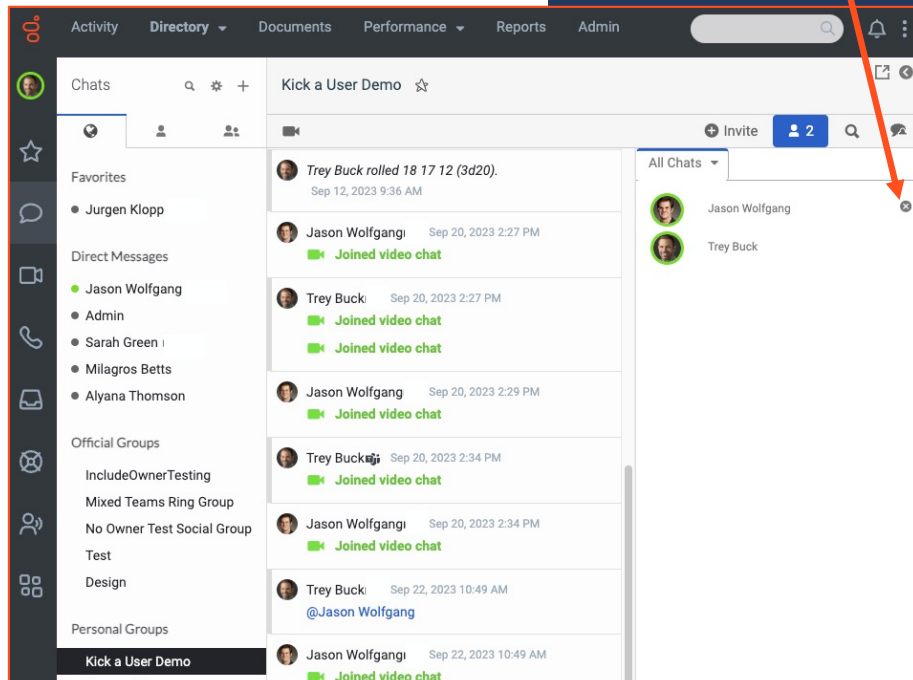 Activity Directory Documents Performance Reports Admin
Chats
Kick a User Demo
Invite 2
All Chats
Favorites
Jurgen Klopp
Direct Messages
Jason Wolfgang
Admin
Sarah Green
Milagros Betts
Alyana Thomson
Official Groups
IncludeOwnerTesting
Mixed Teams Ring Group
No Owner Test Social Group
Test
Design
Personal Groups
Kick a User Demo
Trey Buck rolled 18 17 12 (3d20).
Sep 12, 2023 9:36 AM
Jason Wolfgang Sep 20, 2023 2:27 PM
Joined video chat
Trey Buck Sep 20, 2023 2:27 PM
Joined video chat
Joined video chat
Jason Wolfgang Sep 20, 2023 2:29 PM
Joined video chat
Trey Buck Sep 20, 2023 2:34 PM
Joined video chat
Jason Wolfgang Sep 20, 2023 2:34 PM
Joined video chat
Trey Buck Sep 22, 2023 10:49 AM
@Jason Wolfgang
Jason Wolfgang Sep 22, 2023 10:49 AM
Joined video chat
Jason Wolfgang
Trey Buck